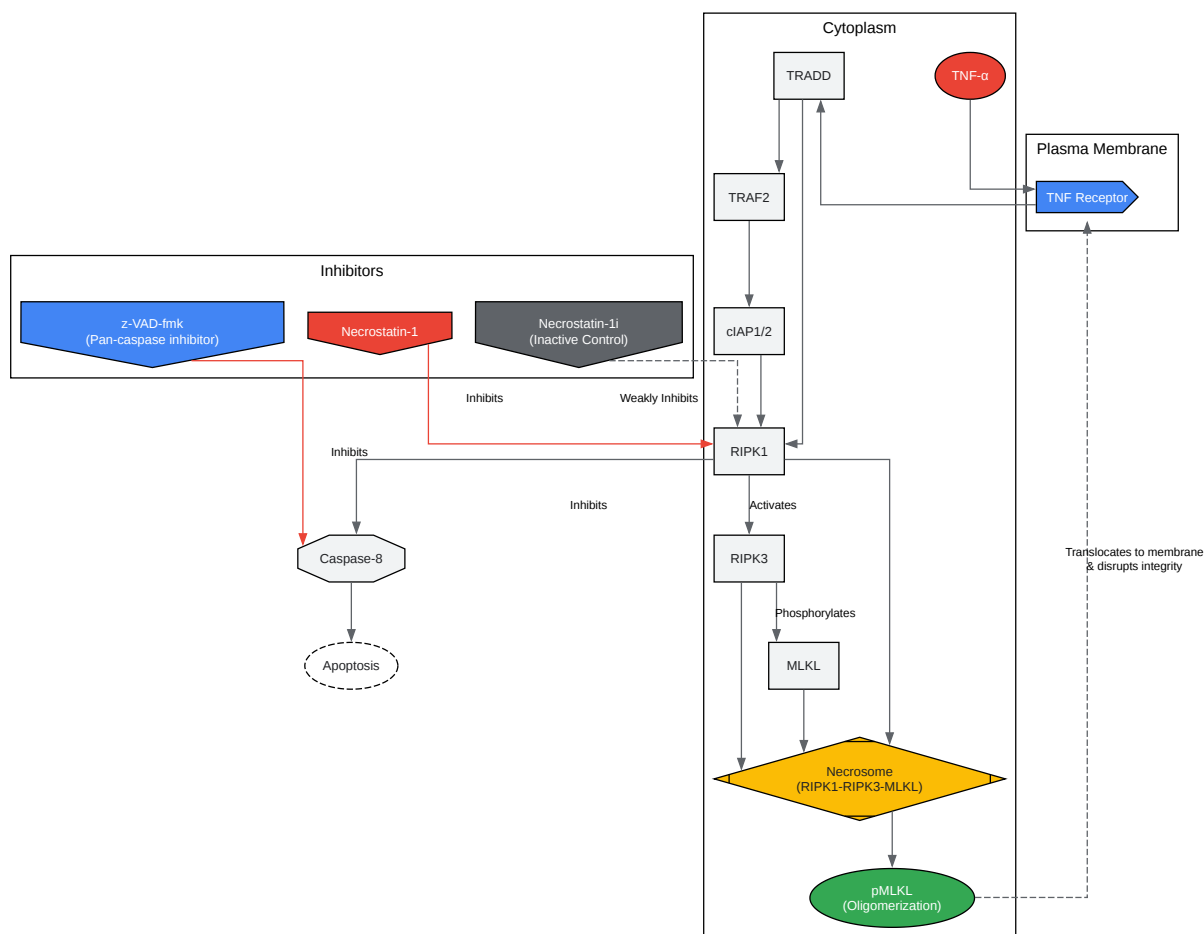 Cytoplasm
TRADD
TNF-α
Plasma Membrane
TNF Receptor
TRAF2
Inhibitors
z-VAD-fmk
(Pan-caspase inhibitor)
Necrostatin-1
Necrostatin-1i
(Inactive Control)
cIAP1/2
Inhibits
Weakly Inhibits
RIPK1
Inhibits
Inhibits
Activates
Caspase-8
RIPK3
Translocates to membrane
& disrupts integrity
Phosphorylates
Apoptosis
MLKL
Necrosome
(RIPK1-RIPK3-MLKL)
pMLKL
(Oligomerization)